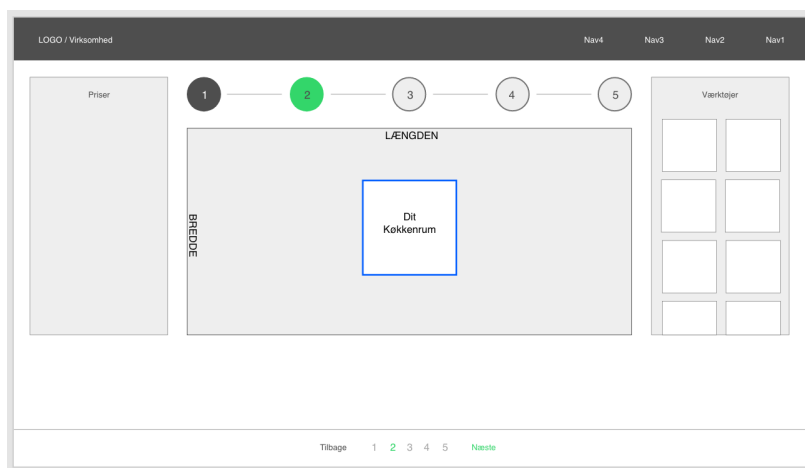 LOGO / Virksomhed
Nav4 Nav3 Nav2 Nav1
Priser
1 2 3 4 5
Værktøjer
LÆNGDEN
BREDDE
Dit
Køkkenrum
Tilbage 1 2 3 4 5 Næste